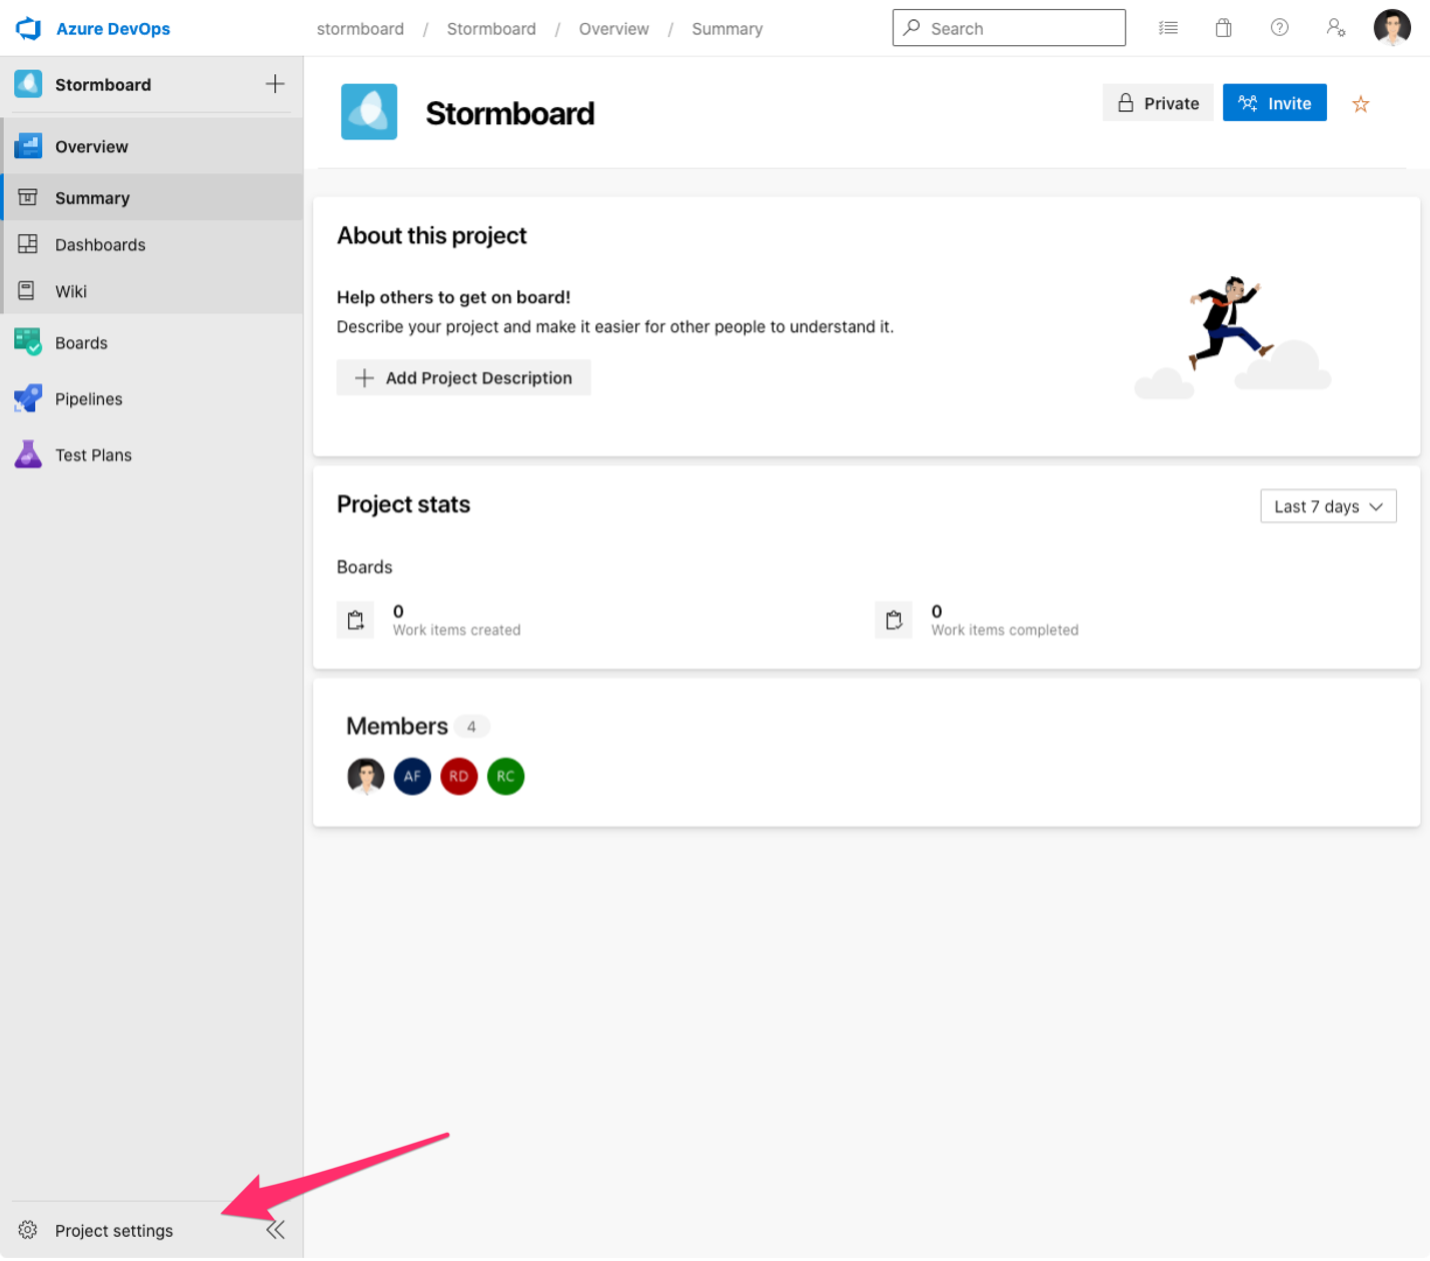 Azure DevOps
stormboard / Stormboard / Overview / Summary
Search
Stormboard
Overview
Summary
Dashboards
Wiki
Boards
Pipelines
Test Plans
Project settings
Stormboard
Private
Invite
About this project
Help others to get on board!
Describe your project and make it easier for other people to understand it.
Add Project Description
Project stats
Last 7 days
Boards
0
Work items created
0
Work items completed
Members 4
AF RD RC